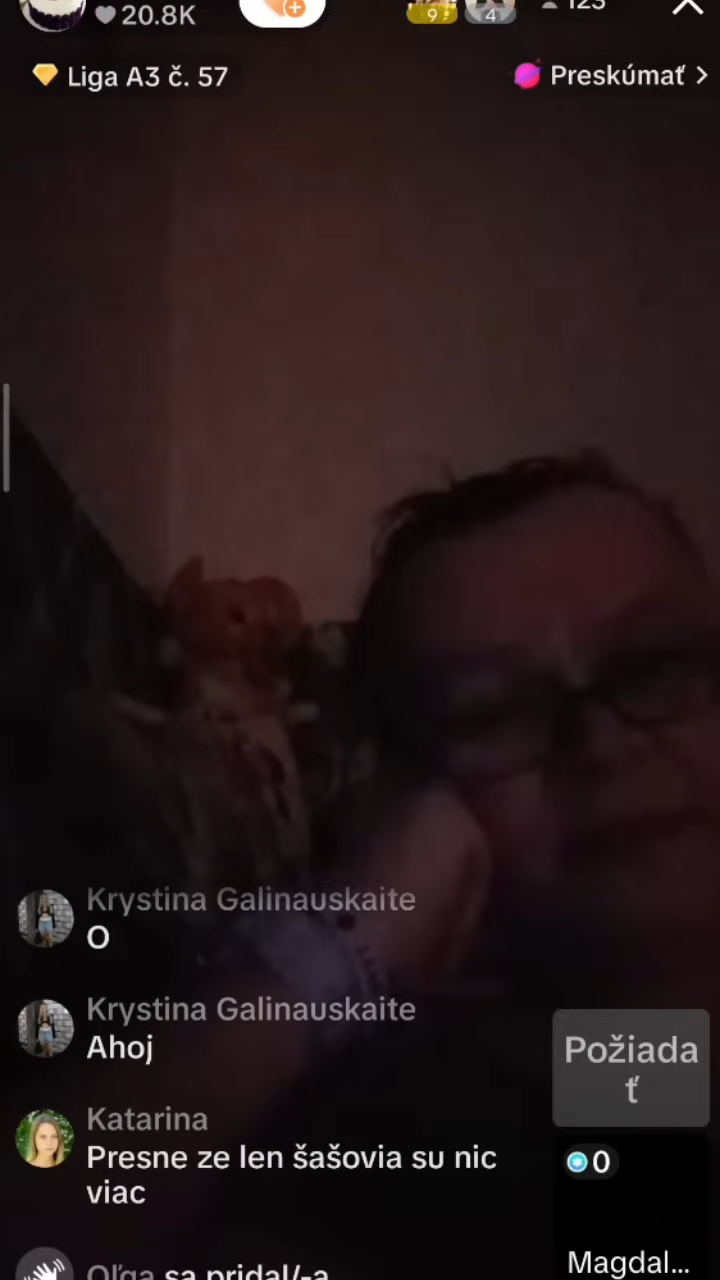 20.8K
9
4
123
Liga A3 č. 57
Preskúmať >
Krystina Galinauskaite
O
Krystina Galinauskaite
Ahoj
Katarina
Presne ze len šašovia su nic
viac
Oľga sa pridal/-a
Požiada
ť
0
Magdal...